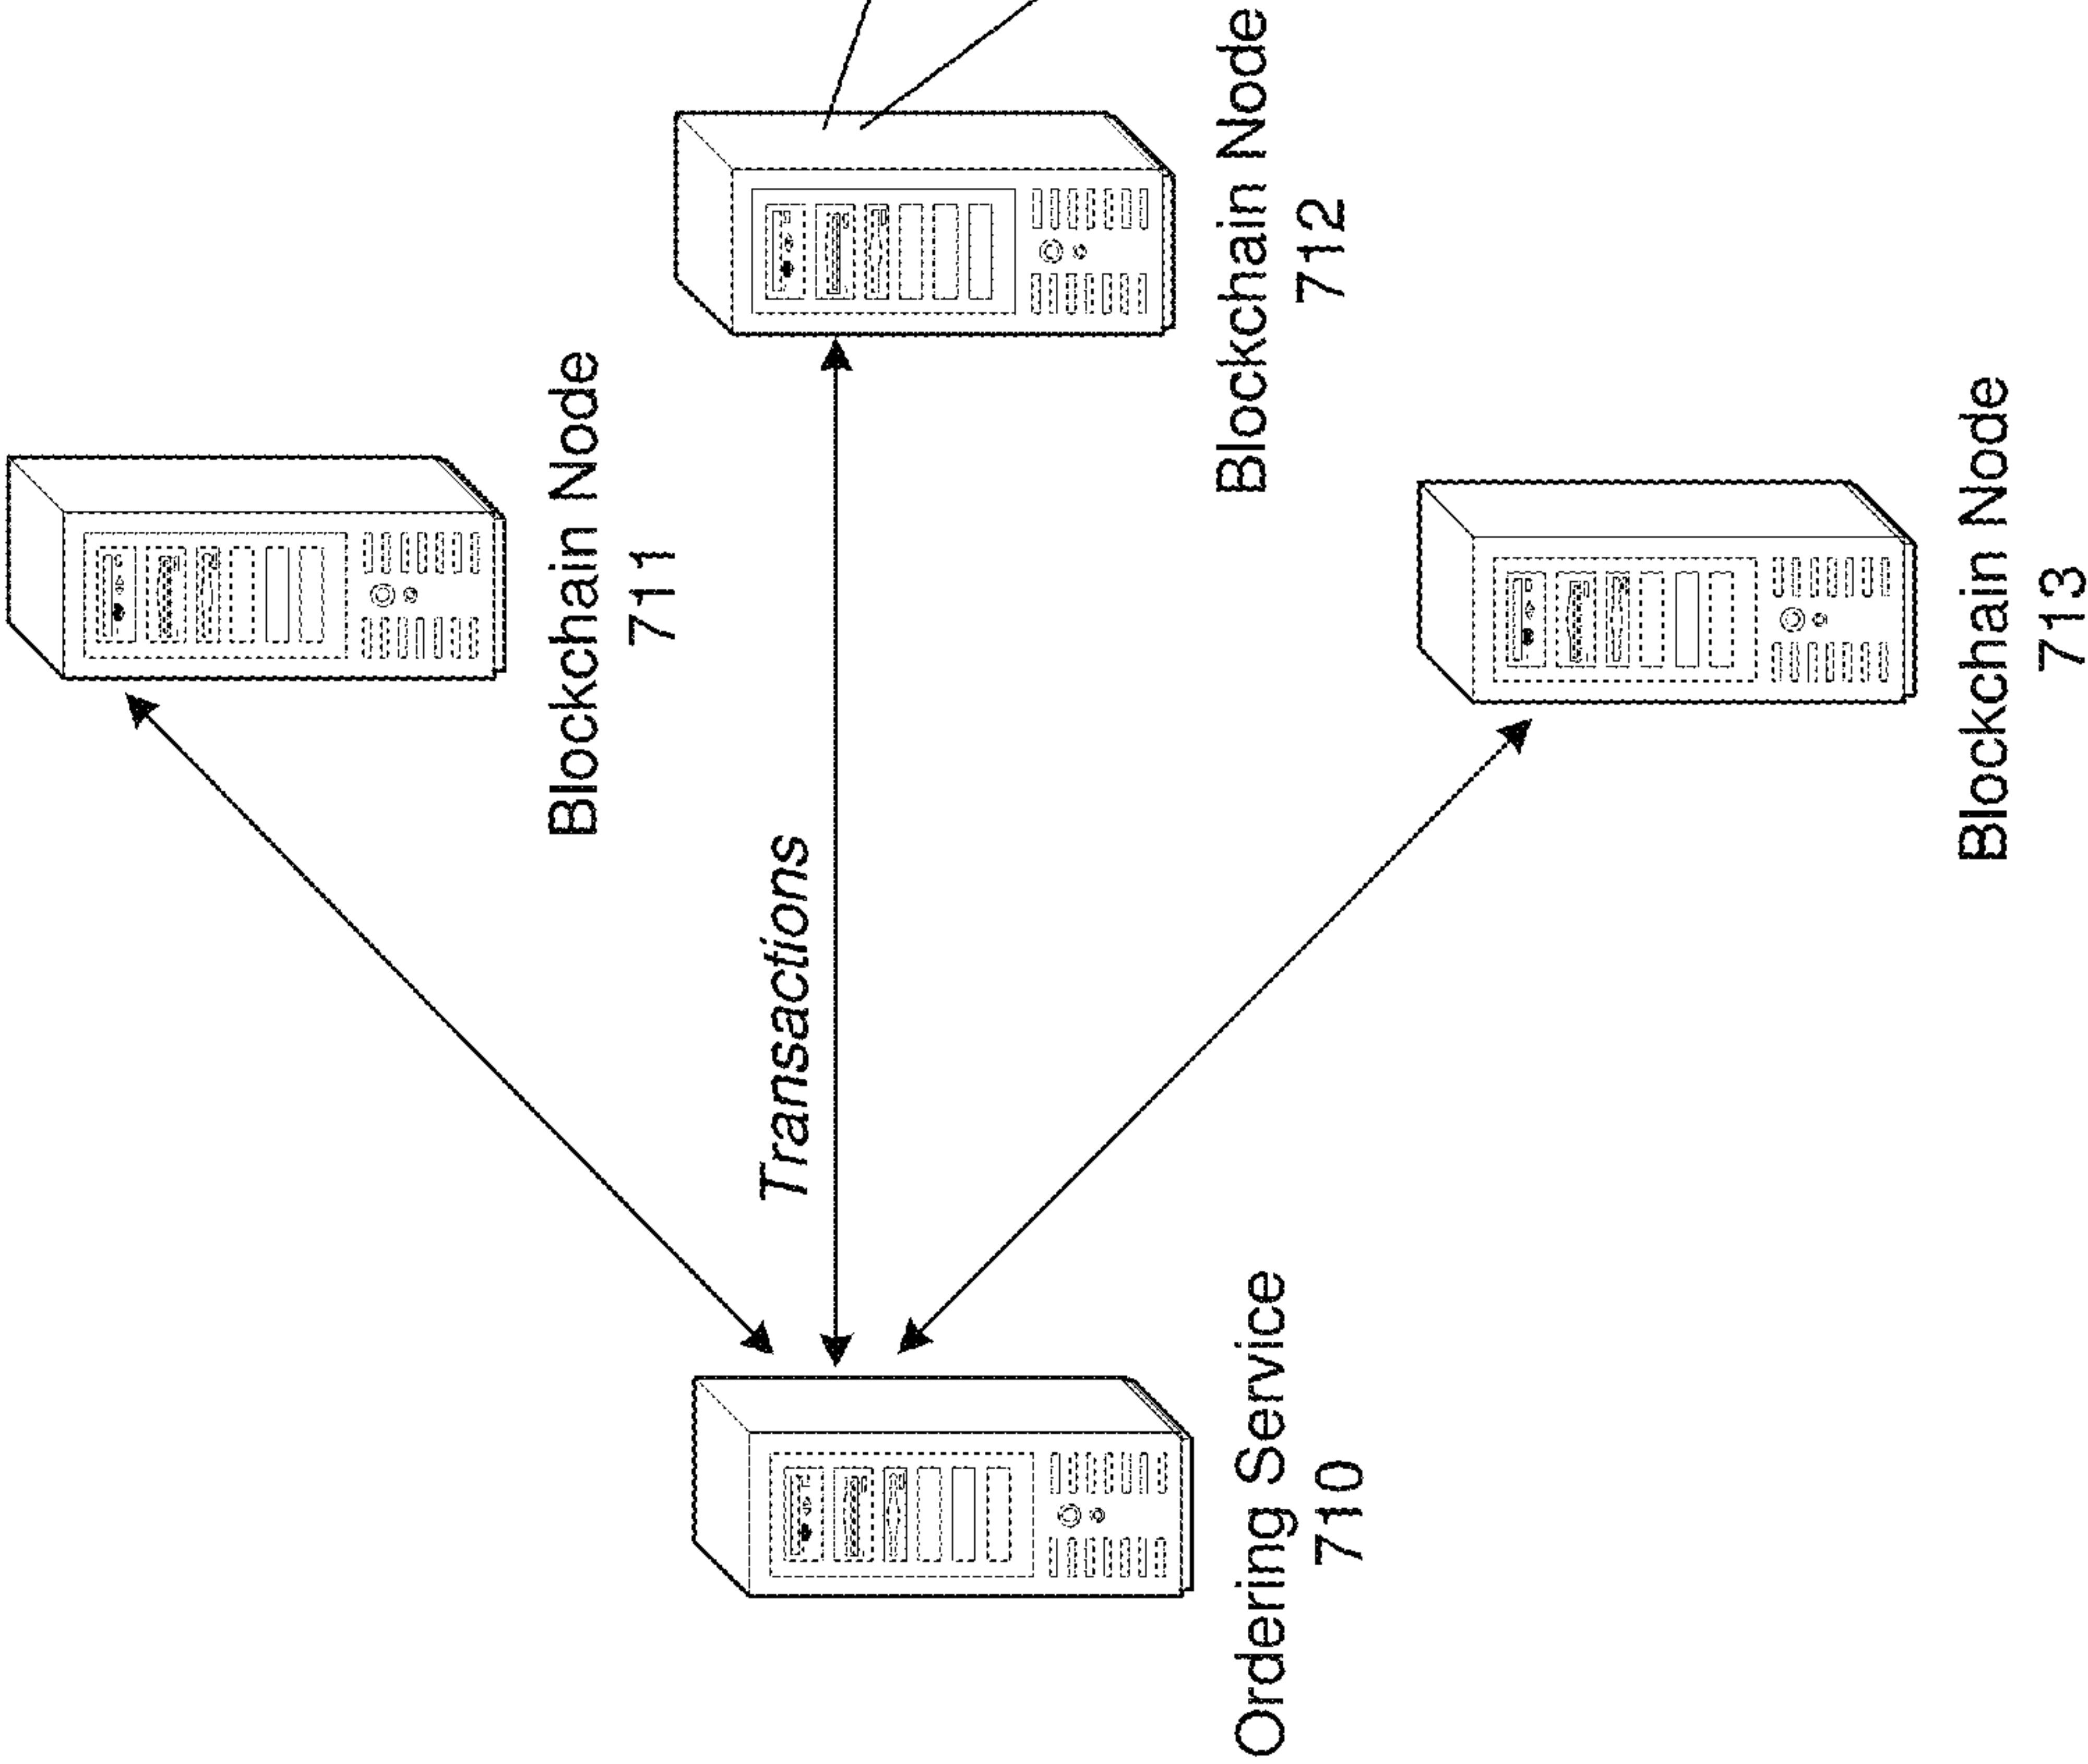 Blockchain Node
711
Transactions
Blockchain Node
712
Ordering Service
710
Blockchain Node
713